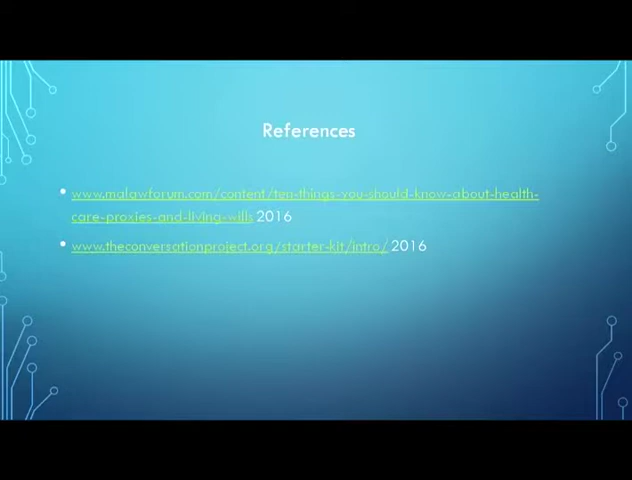 References
• www.malawforum.com/content/ten-things-you-should-know-about-health-
care-proxies-and-living-wills 2016
• www.theconversationproject.org/starter-kit/intro/ 2016